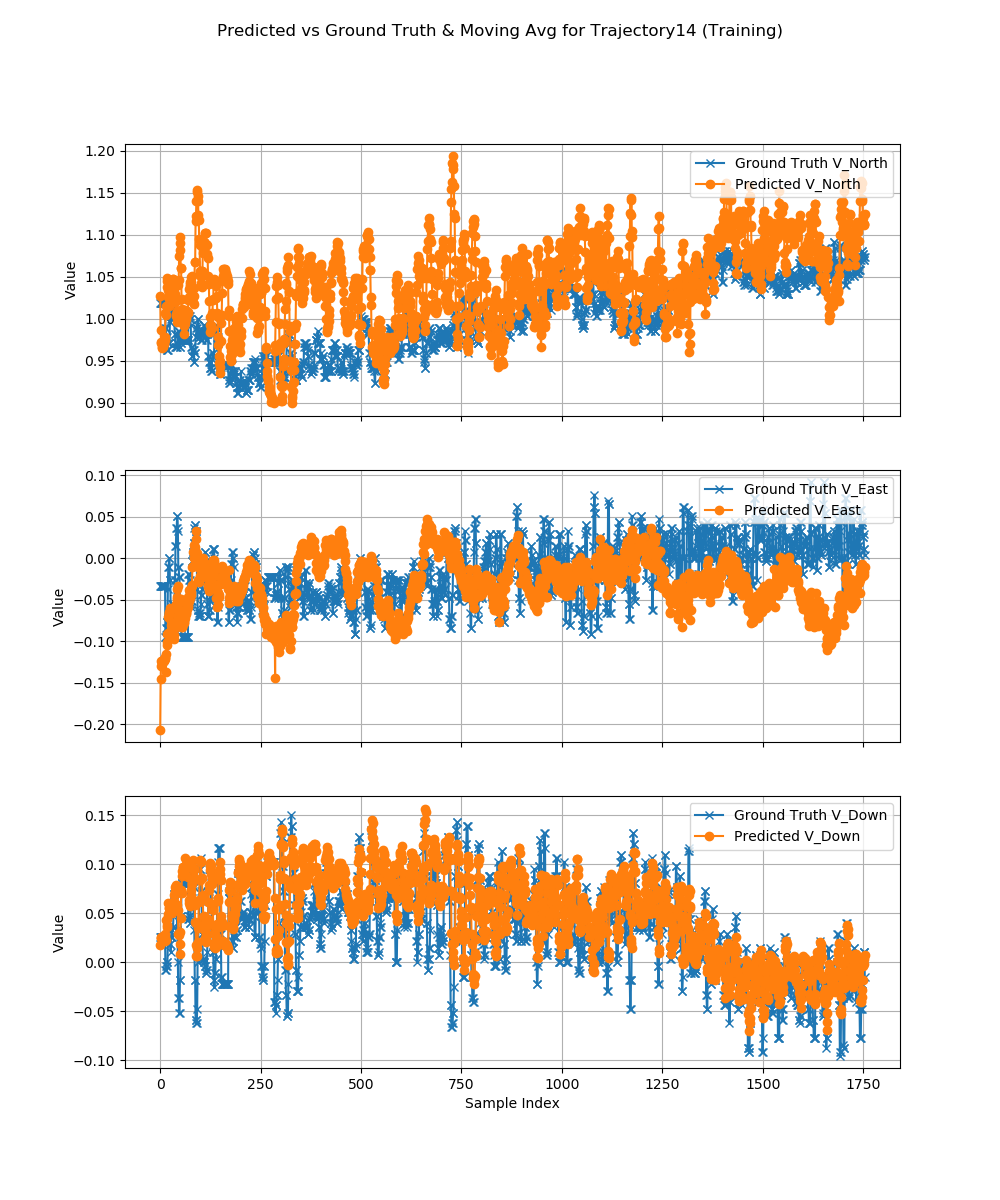 Predicted vs Ground Truth & Moving Avg for Trajectory14 (Training)
1.20
1.15
1.10
1.05
1.00
0.95
0.90
Value
Ground Truth V_North
Predicted V_North
0.10
0.05
0.00
−0.05
−0.10
−0.15
−0.20
Value
Ground Truth V_East
Predicted V_East
0.15
0.10
0.05
0.00
−0.05
−0.10
Value
Ground Truth V_Down
Predicted V_Down
0 250 500 750 1000 1250 1500 1750
Sample Index